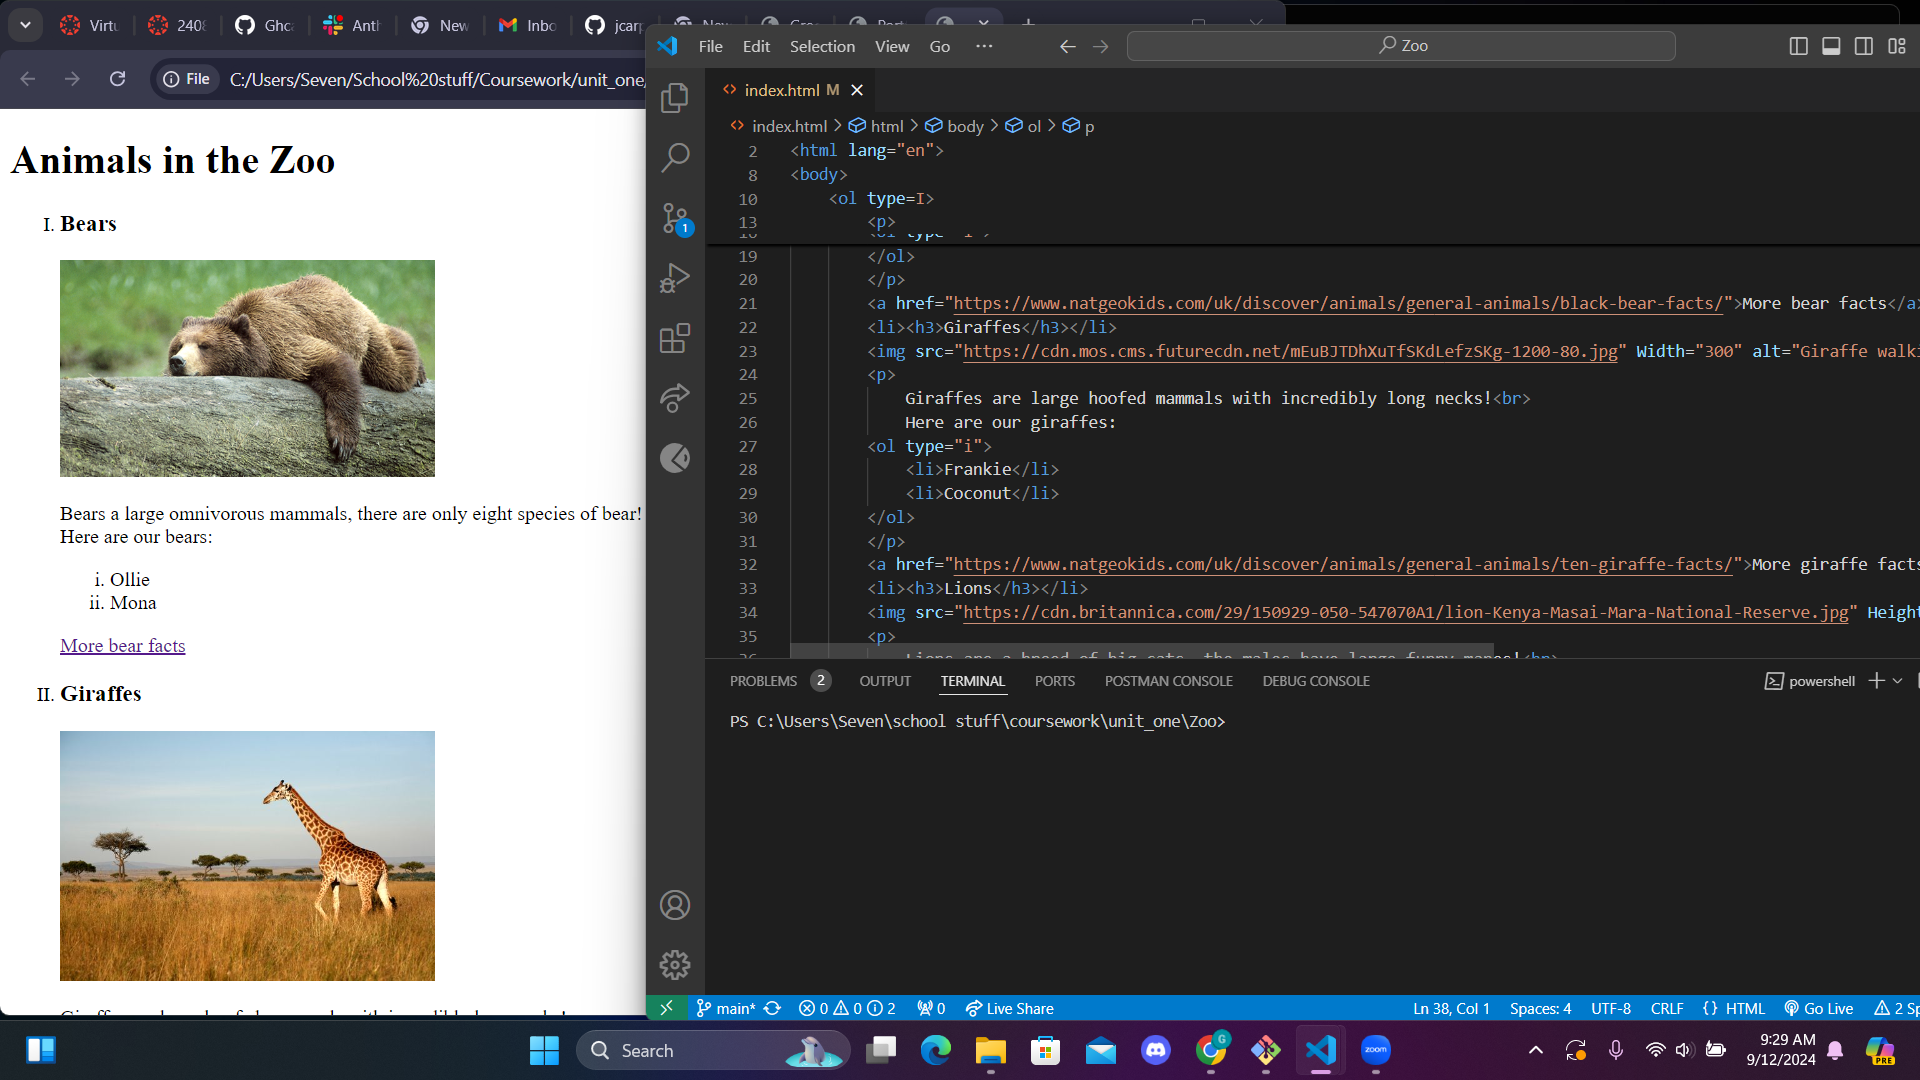 Virtu
2408
Ghca
Anth
New
Inbo
jcarp
File
C:/Users/Seven/School%20stuff/Coursework/unit_one/
Animals in the Zoo
I. Bears
Bears a large omnivorous mammals, there are only eight species of bear!
Here are our bears:
i. Ollie
ii. Mona
More bear facts
II. Giraffes
File Edit Selection View Go ...
Zoo
index.html M
index.html > html > body > ol > p
2 <html lang="en">
8 <body>
10 <ol type=I>
13 <p>
19 </ol>
20 </p>
21 <a href="https://www.natgeokids.com/uk/discover/animals/general-animals/black-bear-facts/">More bear facts</a>
22 <li><h3>Giraffes</h3></li>
23 <img src="https://cdn.mos.cms.futurecdn.net/mEuBJTDhXuTfSKdLefzSKg-1200-80.jpg" Width="300" alt="Giraffe walki
24 <p>
25 Giraffes are large hoofed mammals with incredibly long necks!<br>
26 Here are our giraffes:
27 <ol type="i">
28 <li>Frankie</li>
29 <li>Coconut</li>
30 </ol>
31 </p>
32 <a href="https://www.natgeokids.com/uk/discover/animals/general-animals/ten-giraffe-facts/">More giraffe facts
33 <li><h3>Lions</h3></li>
34 <img src="https://cdn.britannica.com/29/150929-050-547070A1/lion-Kenya-Masai-Mara-National-Reserve.jpg" Height
35 <p>
PROBLEMS 2 OUTPUT TERMINAL PORTS POSTMAN CONSOLE DEBUG CONSOLE
powershell
PS C:\Users\Seven\school stuff\coursework\unit_one\Zoo>
1
main* 0 0 2 0 Live Share
Ln 38, Col 1 Spaces: 4 UTF-8 CRLF {} HTML Go Live 2 Sp
Search
zoom
G
9:29 AM
9/12/2024
PRE